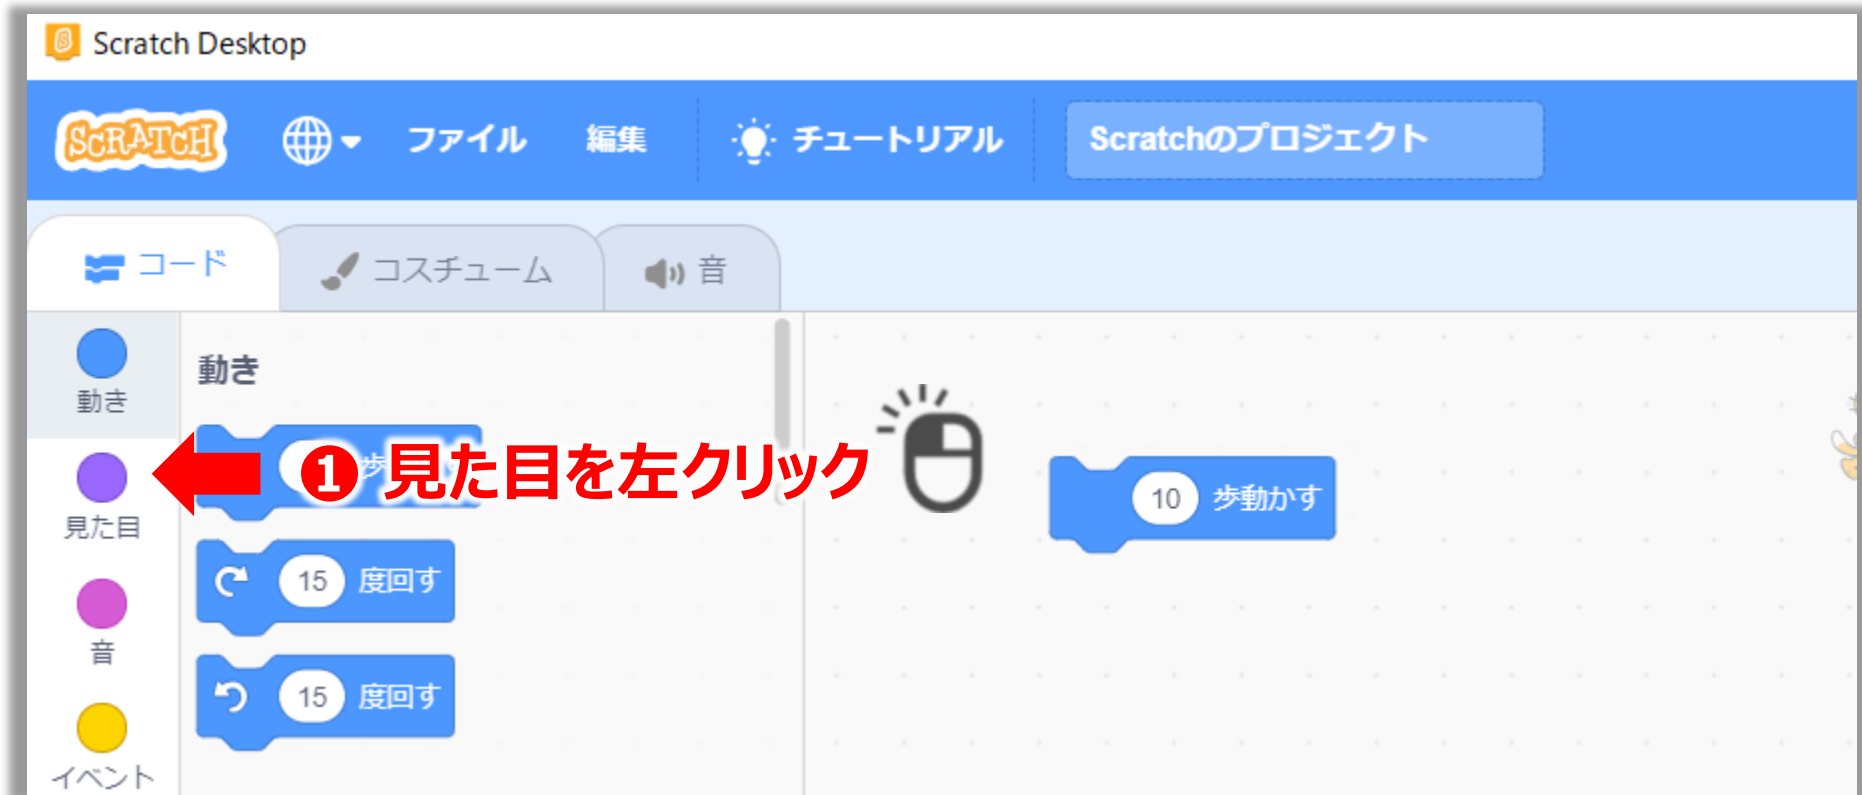 Scratch Desktop
SCRATCH ファイル 編集 チュートリアル Scratchのプロジェクト
コード コスチューム 音
動き
動き
❶ 見た目を左クリック
見た目
10 歩動かす
15 度回す
音
15 度回す
イベント